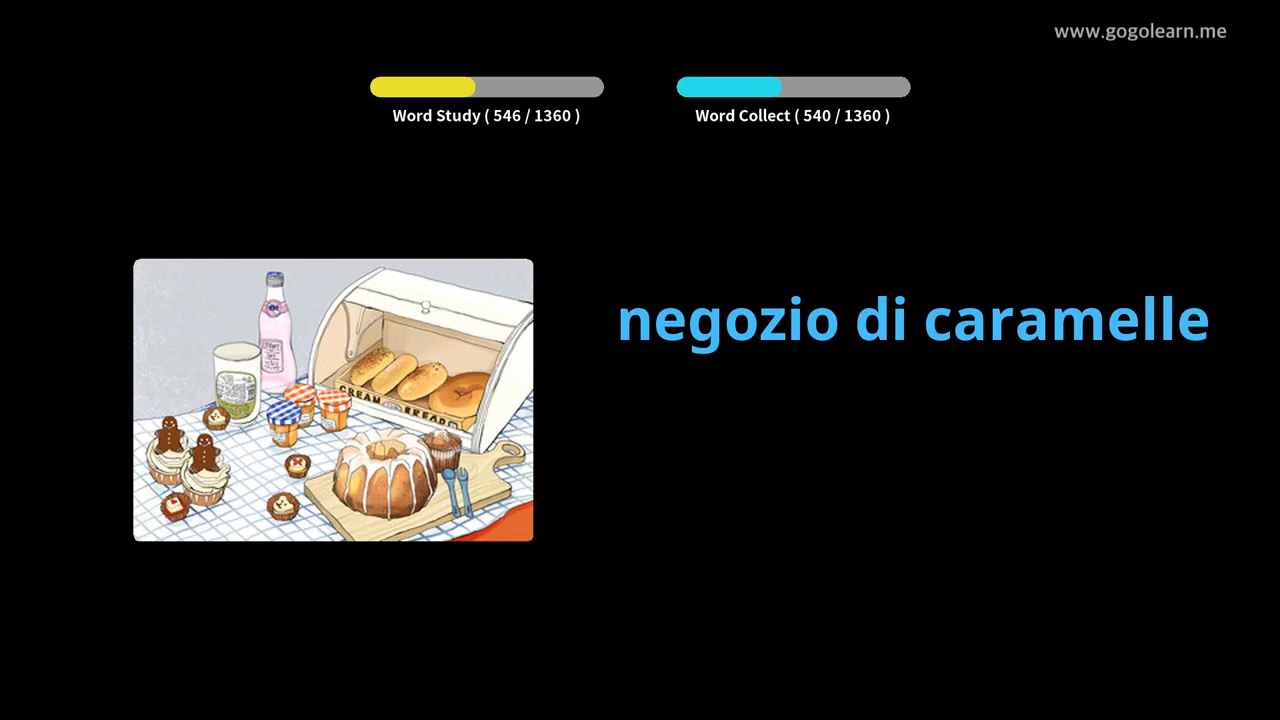 www.gogolearn.me
Word Study ( 546 / 1360 )
Word Collect ( 540 / 1360 )
negozio di caramelle
CREAM BREAD